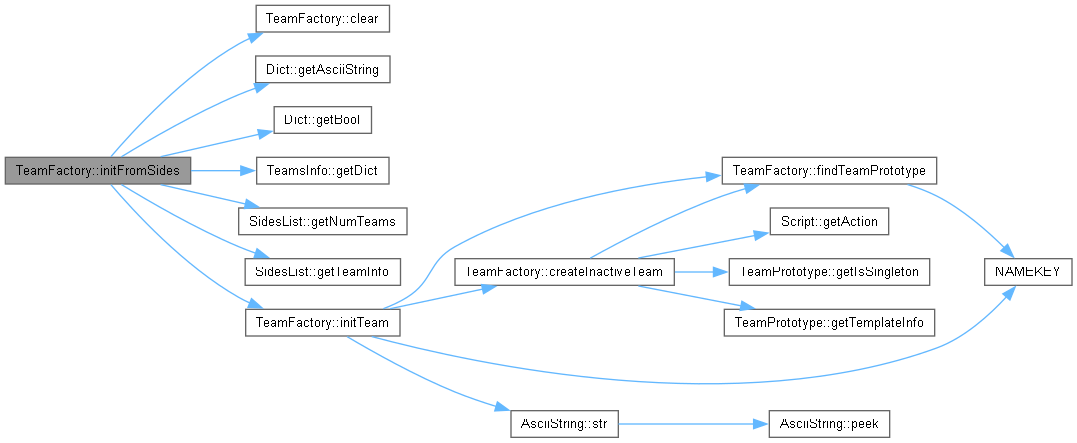 TeamFactory::clear
Dict::getAsciiString
Dict::getBool
TeamFactory::initFromSides
TeamsInfo::getDict
TeamFactory::findTeamPrototype
SidesList::getNumTeams
Script::getAction
SidesList::getTeamInfo
TeamFactory::createInactiveTeam
TeamPrototype::getIsSingleton
NAMEKEY
TeamFactory::initTeam
TeamPrototype::getTemplateInfo
AsciiString::str
AsciiString::peek